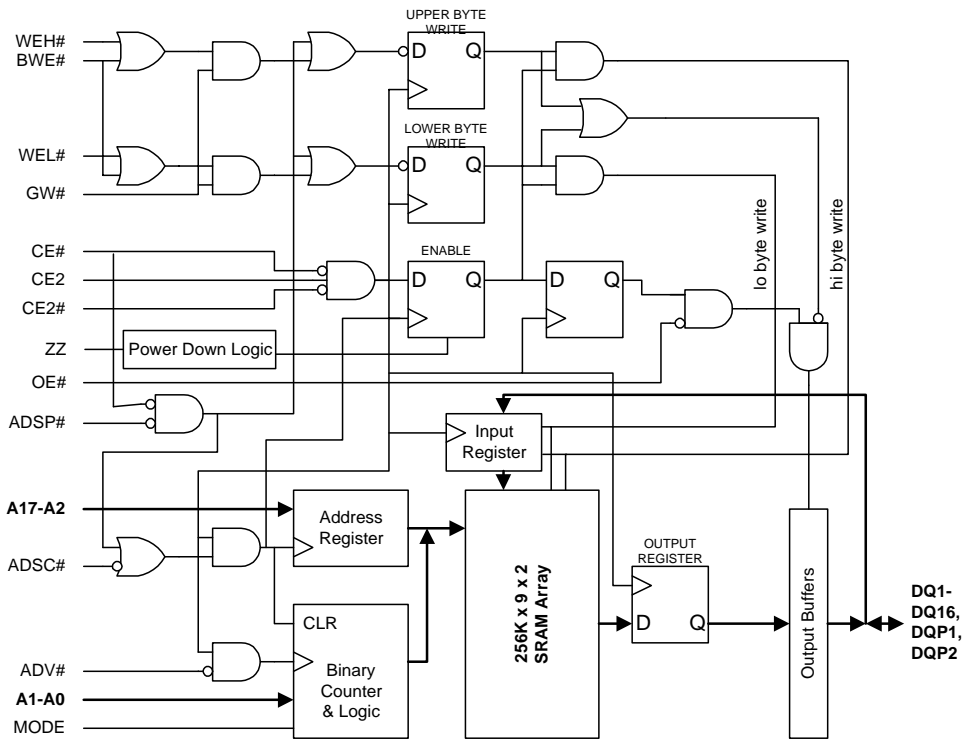 UPPER BYTE
WRITE
WEH#
BWE#
D
Q
LOWER BYTE
WRITE
WEL#
D
Q
GW#
CE#
CE2
CE2#
ENABLE
D
Q
D
Q
lo byte write
hi byte write
ZZ
Power Down Logic
OE#
ADSP#
Input
Register
A17-A2
Address
Register
ADSC#
256K x 9 x 2
SRAM Array
OUTPUT
REGISTER
D
Q
Output Buffers
DQ1-
DQ16,
DQP1,
DQP2
CLR
ADV#
Binary
Counter
& Logic
A1-A0
MODE